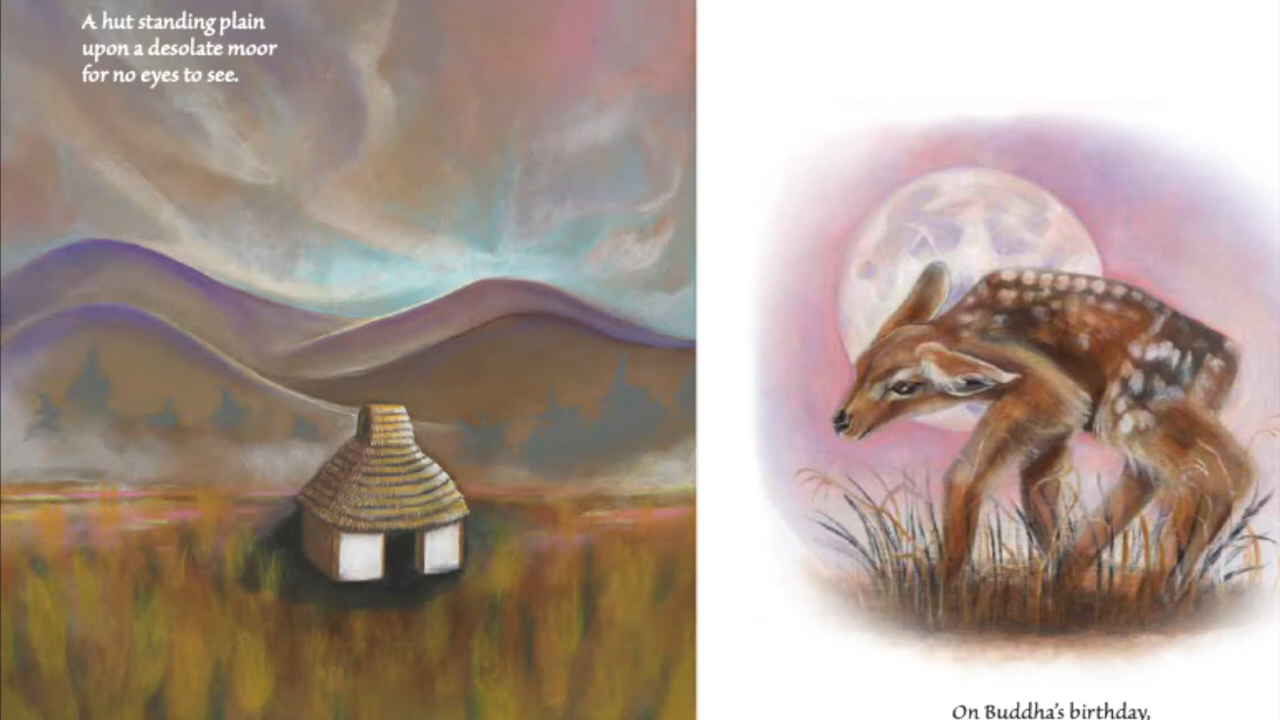 A hut standing plain
upon a desolate moor
for no eyes to see.
On Buddha's birthday,